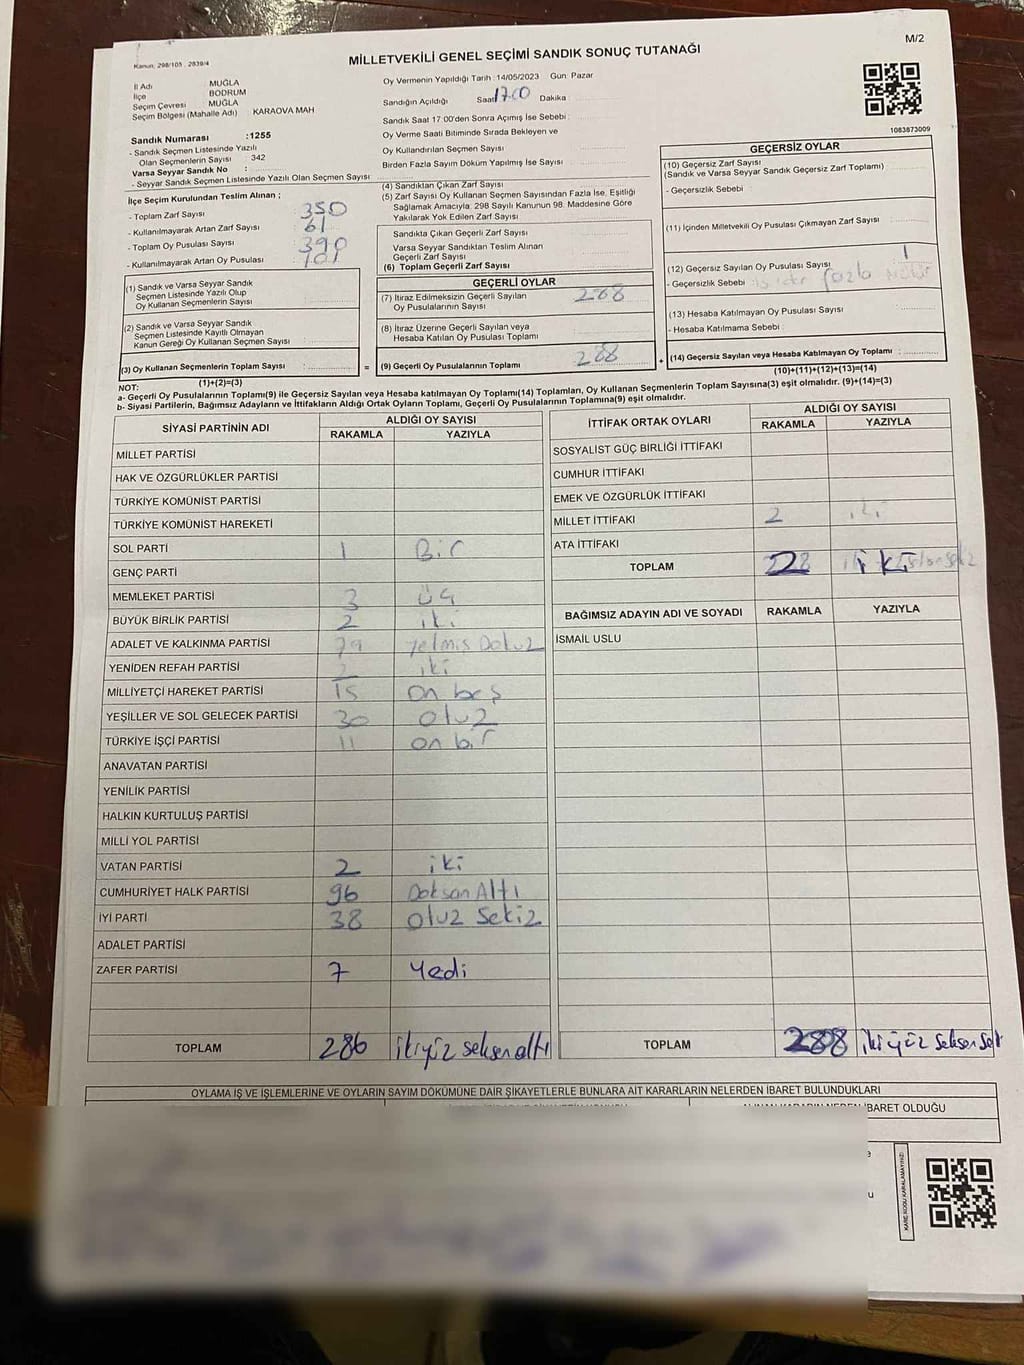 Kanun: 298/105 , 2839/4
MİLLETVEKİLİ GENEL SEÇİMİ SANDIK SONUÇ TUTANAĞI
M/2
İl Adı MUĞLA
İlçe BODRUM
Seçim Çevresi MUĞLA
Seçim Bölgesi (Mahalle Adı) KARAOVA MAH
Sandık Numarası :1255
- Sandık Seçmen Listesinde Yazılı
Olan Seçmenlerin Sayısı : 342
Varsa Seyyar Sandık No :
- Seyyar Sandık Seçmen Listesinde Yazılı Olan Seçmen Sayısı
İlçe Seçim Kurulundan Teslim Alınan ;
- Toplam Zarf Sayısı 350
- Kullanılmayarak Artan Zarf Sayısı 61
- Toplam Oy Pusulası Sayısı 390
- Kullanılmayarak Artan Oy Pusulası 101
(1) Sandık ve Varsa Seyyar Sandık
Seçmen Listesinde Yazılı Olup
Oy Kullanan Seçmenlerin Sayısı
(2) Sandık ve Varsa Seyyar Sandık
Seçmen Listesinde Kayıtlı Olmayan
Kanun Gereği Oy Kullanan Seçmen Sayısı
(3) Oy Kullanan Seçmenlerin Toplam Sayısı :
(1)+(2)=(3)
Oy Vermenin Yapıldığı Tarih : 14/05/2023 Gün: Pazar
Sandığın Açıldığı Saat 17.00 Dakika :
Sandık Saat 17.00'den Sonra Açımış İse Sebebi :
Oy Verme Saati Bitiminde Sırada Bekleyen ve
Oy Kullandırılan Seçmen Sayısı :
Birden Fazla Sayım Döküm Yapılmış İse Sayısı :
(4) Sandıktan Çıkan Zarf Sayısı
(5) Zarf Sayısı Oy Kullanan Seçmen Sayısından Fazla İse, Eşitliği
Sağlamak Amacıyla, 298 Sayılı Kanunun 98. Maddesine Göre
Yakılarak Yok Edilen Zarf Sayısı
Sandıkta Çıkan Geçerli Zarf Sayısı
Varsa Seyyar Sandıktan Teslim Alınan
Geçerli Zarf Sayısı
(6) Toplam Geçerli Zarf Sayısı :
GEÇERLİ OYLAR
(7) İtiraz Edilmeksizin Geçerli Sayılan
Oy Pusulalarının Sayısı 288
(8) İtiraz Üzerine Geçerli Sayılan veya
Hesaba Katılan Oy Pusulası Toplamı
= (9) Geçerli Oy Pusulalarının Toplamı 288 +
1083873009
GEÇERSİZ OYLAR
(10) Geçersiz Zarf Sayısı
(Sandık ve Varsa Seyyar Sandık Geçersiz Zarf Toplamı) :
- Geçersizlik Sebebi :
(11) İçinden Milletvekili Oy Pusulası Çıkmayan Zarf Sayısı
(12) Geçersiz Sayılan Oy Pusulası Sayısı 1
- Geçersizlik Sebebi : fazla mühür
(13) Hesaba Katılmayan Oy Pusulası Sayısı
- Hesaba Katılmama Sebebi :
(14) Geçersiz Sayılan veya Hesaba Katılmayan Oy Toplamı :
(10)+(11)+(12)+(13)=(14)
NOT:
a- Geçerli Oy Pusulalarının Toplamı(9) ile Geçersiz Sayılan veya Hesaba katılmayan Oy Toplamı(14) Toplamları, Oy Kullanan Seçmenlerin Toplam Sayısına(3) eşit olmalıdır. (9)+(14)=(3)
b- Siyasi Partilerin, Bağımsız Adayların ve İttifakların Aldığı Ortak Oyların Toplamı, Geçerli Oy Pusulalarının Toplamına(9) eşit olmalıdır.
SİYASİ PARTİNİN ADI ALDIĞI OY SAYISI
RAKAMLA YAZIYLA
MİLLET PARTİSİ
HAK VE ÖZGÜRLÜKLER PARTİSİ
TÜRKİYE KOMÜNİST PARTİSİ
TÜRKİYE KOMÜNİST HAREKETİ
SOL PARTİ 1 Bir
GENÇ PARTİ
MEMLEKET PARTİSİ 3 üç
BÜYÜK BİRLİK PARTİSİ 2 iki
ADALET VE KALKINMA PARTİSİ 79 Yetmiş Dokuz
YENİDEN REFAH PARTİSİ 2 iki
MİLLİYETÇİ HAREKET PARTİSİ 15 on beş
YEŞİLLER VE SOL GELECEK PARTİSİ 30 otuz
TÜRKİYE İŞÇİ PARTİSİ 11 on bir
ANAVATAN PARTİSİ
YENİLİK PARTİSİ
HALKIN KURTULUŞ PARTİSİ
MİLLİ YOL PARTİSİ
VATAN PARTİSİ 2 iki
CUMHURİYET HALK PARTİSİ 96 Doksan Altı
İYİ PARTİ 38 otuz sekiz
ADALET PARTİSİ
ZAFER PARTİSİ 7 Yedi
TOPLAM 286 ikiyüz seksen altı
İTTİFAK ORTAK OYLARI ALDIĞI OY SAYISI
RAKAMLA YAZIYLA
SOSYALİST GÜÇ BİRLİĞİ İTTİFAKI
CUMHUR İTTİFAKI
EMEK VE ÖZGÜRLÜK İTTİFAKI
MİLLET İTTİFAKI 2 iki
ATA İTTİFAKI
TOPLAM 2
BAĞIMSIZ ADAYIN ADI VE SOYADI RAKAMLA YAZIYLA
İSMAİL USLU
TOPLAM 288 ikiyüz seksen
OYLAMA İŞ VE İŞLEMLERİNE VE OYLARIN SAYIM DÖKÜMÜNE DAİR ŞİKAYETLERLE BUNLARA AİT KARARLARIN NELERDEN İBARET BULUNDUKLARI
İBARET OLDUĞU
KARE KODU KARALAMAYINIZ!